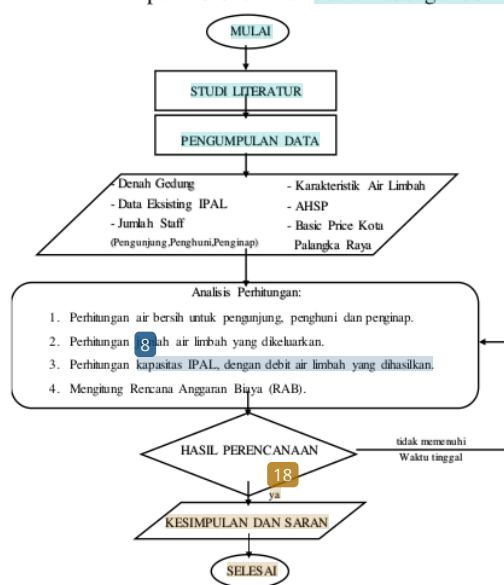 MULAI
STUDI LITERATUR
PENGUMPULAN DATA
- Denah Gedung
- Data Eksisting IPAL
- Jumlah Staff
(Pengunjung,Penghuni,Penginap)
- Karakteristik Air Limbah
- AHSP
- Basic Price Kota
Palangka Raya
Analisis Perhitungan:
1. Perhitungan air bersih untuk pengunjung, penghuni dan penginap.
2. Perhitungan 8 lah air limbah yang dikeluarkan.
3. Perhitungan kapasitas IPAL, dengan debit air limbah yang dihasilkan.
4. Mengitung Rencana Anggaran Biaya (RAB).
HASIL PERENCANAAN
tidak memenuhi
Waktu tinggal
18
ya
KESIMPULAN DAN SARAN
SELESAI